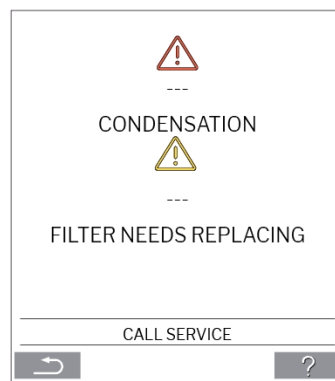 ---
CONDENSATION
---
FILTER NEEDS REPLACING
CALL SERVICE
?